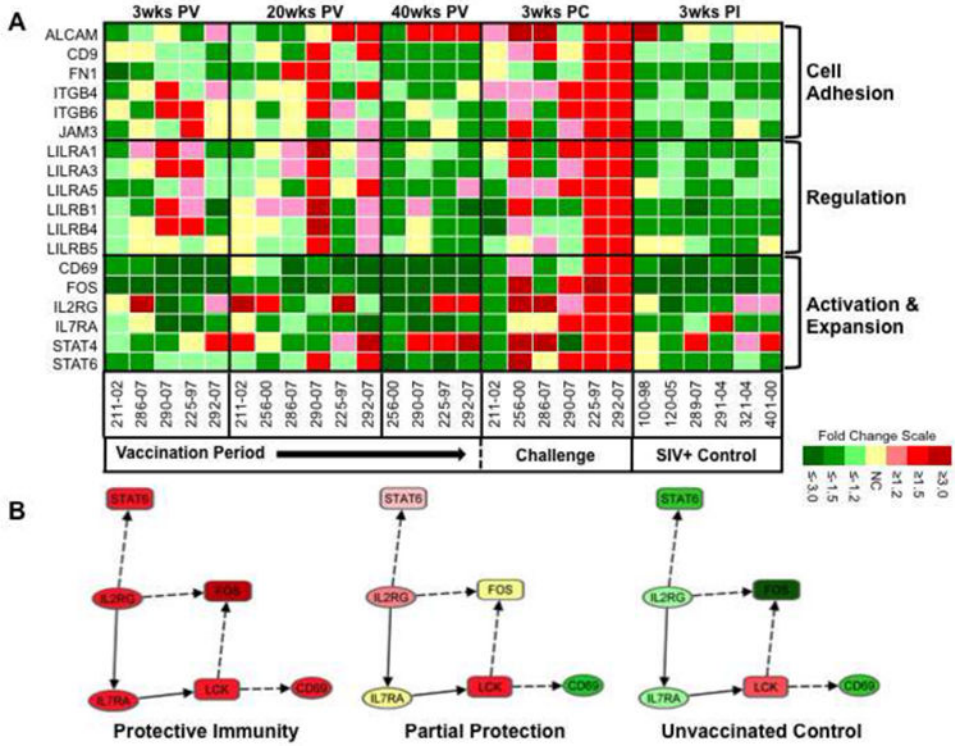 A
3wks PV 20wks PV 40wks PV 3wks PC 3wks PI
ALCAM
CD9
FN1
ITGB4
ITGB6
JAM3
Cell
Adhesion
LILRA1
LILRA3
LILRA5
LILRB1
LILRB4
LILRB5
Regulation
CD69
FOS
IL2RG
IL7RA
STAT4
STAT6
Activation &
Expansion
211-02 286-07 290-07 225-97 292-07 211-02 256-00 286-07 290-07 225-97 292-07 256-00 290-07 225-97 292-07 211-02 256-00 286-07 290-07 225-97 292-07 100-98 120-05 289-07 291-04 321-04 401-00
Vaccination Period Challenge SIV+ Control
Fold Change Scale
≤-3.0 ≤-1.5 ≤-1.2 NC ≥1.2 ≥1.5 ≥3.0
B
STAT6 STAT6 STAT6
IL2RG FOS IL2RG FOS IL2RG FOS
IL7RA LCK CD69 IL7RA LCK CD69 IL7RA LCK CD69
Protective Immunity Partial Protection Unvaccinated Control